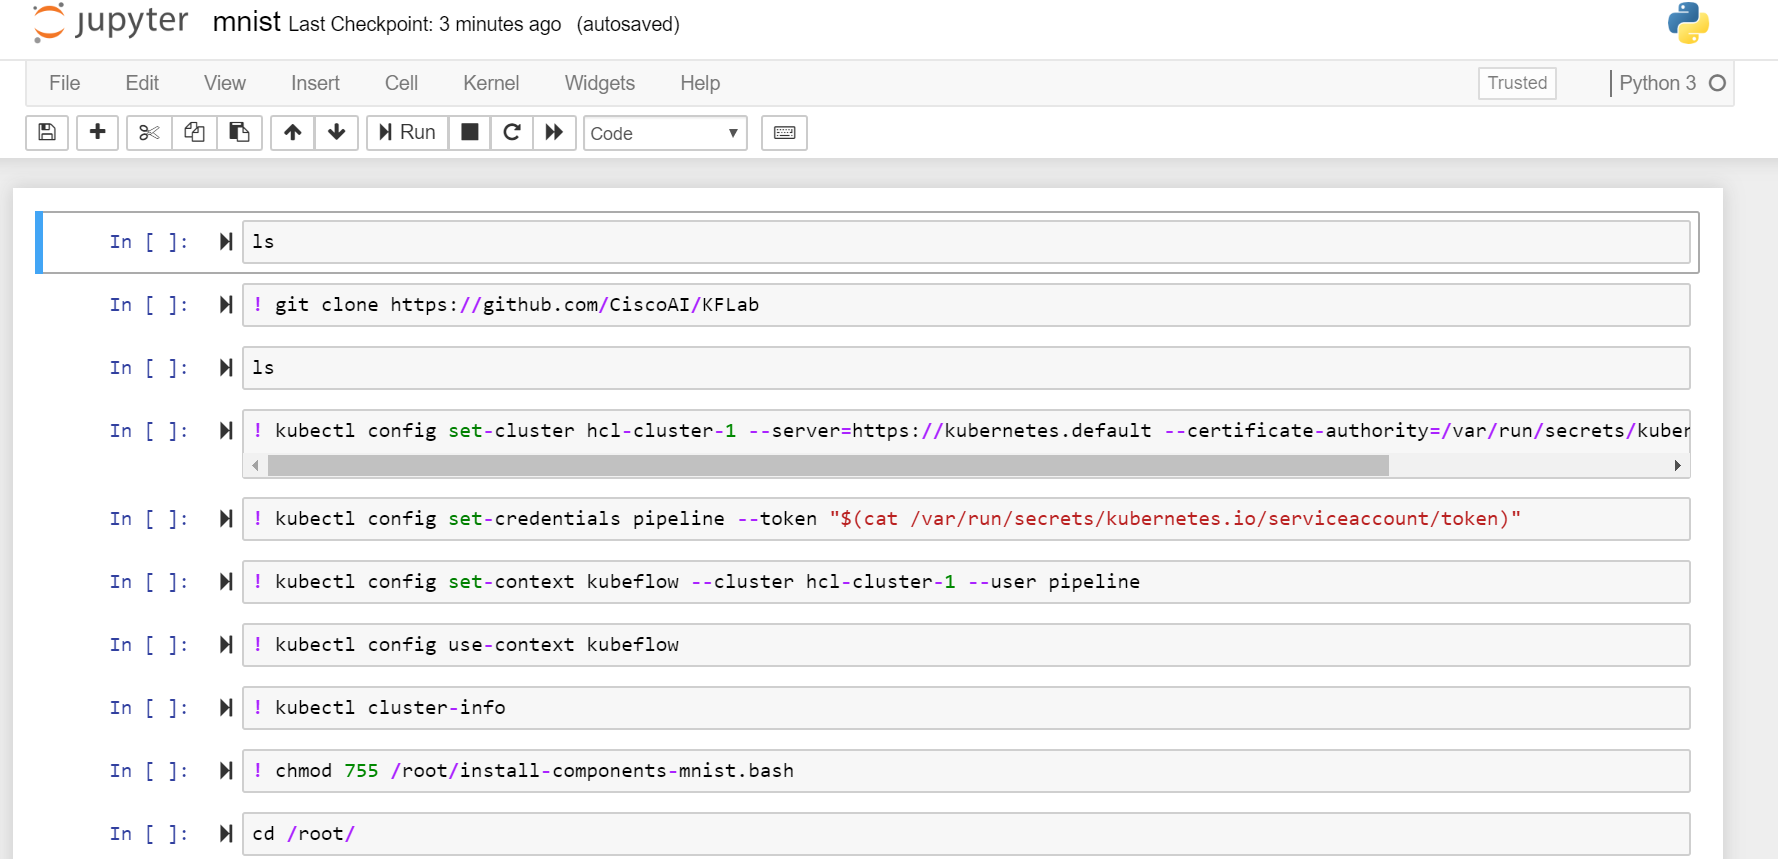 jupyter mnist Last Checkpoint: 3 minutes ago (autosaved)
File Edit View Insert Cell Kernel Widgets Help Trusted Python 3
Run Code
In [ ]: ls
In [ ]: ! git clone https://github.com/CiscoAI/KFLab
In [ ]: ls
In [ ]: ! kubectl config set-cluster hcl-cluster-1 --server=https://kubernetes.default --certificate-authority=/var/run/secrets/kuber
In [ ]: ! kubectl config set-credentials pipeline --token "$(cat /var/run/secrets/kubernetes.io/serviceaccount/token)"
In [ ]: ! kubectl config set-context kubeflow --cluster hcl-cluster-1 --user pipeline
In [ ]: ! kubectl config use-context kubeflow
In [ ]: ! kubectl cluster-info
In [ ]: ! chmod 755 /root/install-components-mnist.bash
In [ ]: cd /root/